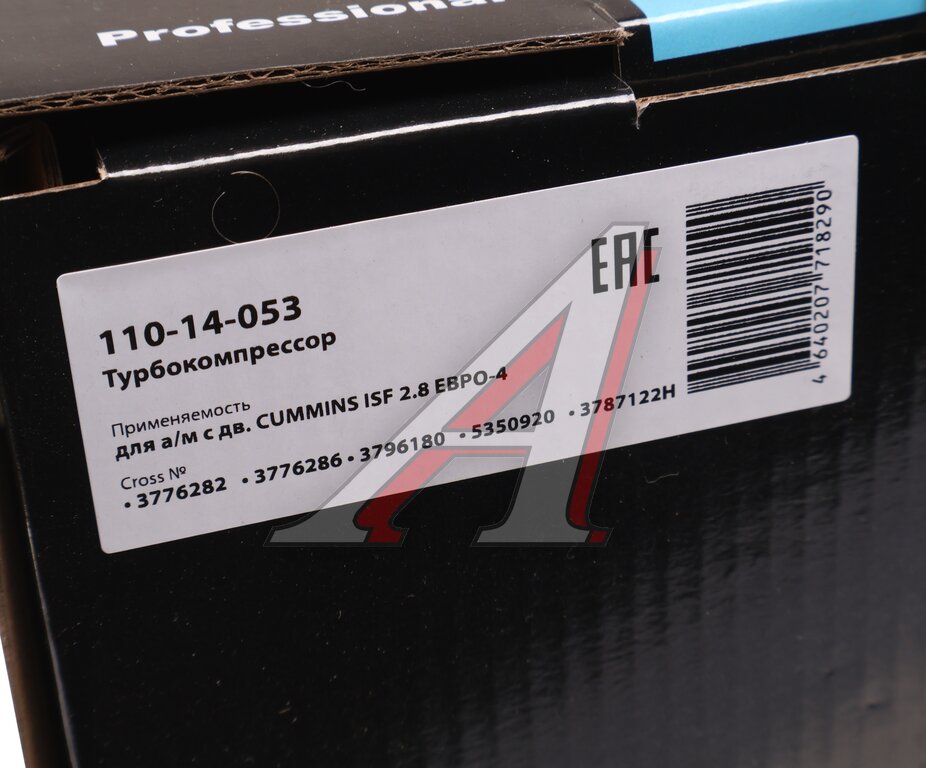 Professional
EAC
110-14-053
Турбокомпрессор
Применяемость
для а/м с дв. CUMMINS ISF 2.8 ЕВРО-4
Cross №
• 3776282 • 3776286 • 3796180 • 5350920 • 3787122H
4 640207 718290